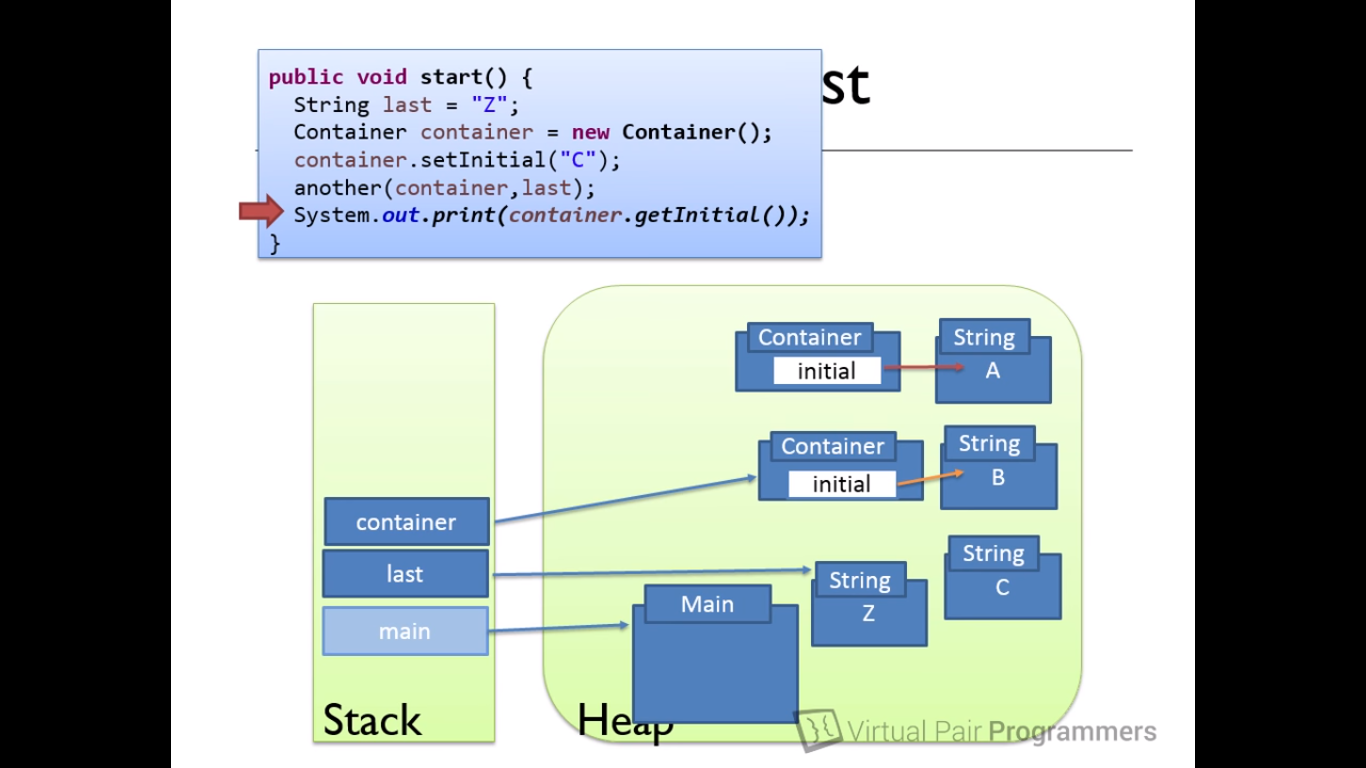 public void start() {
String last = "Z";
Container container = new Container();
container.setInitial("C");
another(container,last);
System.out.print(container.getInitial());
}
st
Container
initial
String
A
Container
initial
String
B
container
last
main
String
C
String
Z
Main
Stack
Heap
}{ Virtual Pair Programmers